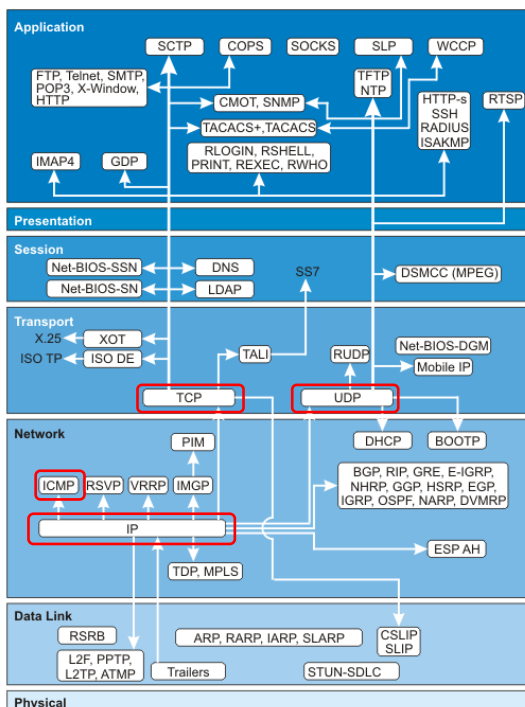 Application
SCTP
COPS
SOCKS
SLP
WCCP
FTP, Telnet, SMTP,
POP3, X-Window,
HTTP
TFTP
NTP
CMOT, SNMP
HTTP-s
SSH
RADIUS
ISAKMP
RTSP
TACACS+,TACACS
RLOGIN, RSHELL,
PRINT, REXEC, RWHO
IMAP4
GDP
Presentation
Session
Net-BIOS-SSN
DNS
SS7
DSMCC (MPEG)
Net-BIOS-SN
LDAP
Transport
X.25
XOT
ISO TP
ISO DE
TALI
RUDP
Net-BIOS-DGM
Mobile IP
TCP
UDP
Network
PIM
DHCP
BOOTP
ICMP
RSVP
VRRP
IMGP
BGP, RIP, GRE, E-IGRP,
NHRP, GGP, HSRP, EGP,
IGRP, OSPF, NARP, DVMRP
IP
ESP AH
TDP, MPLS
Data Link
RSRB
ARP, RARP, IARP, SLARP
CSLIP
SLIP
L2F, PPTP,
L2TP, ATMP
Trailers
STUN-SDLC
Physical